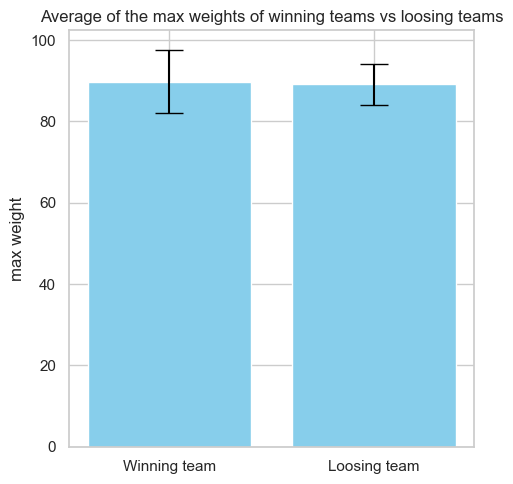 Average of the max weights of winning teams vs loosing teams
max weight
100
80
60
40
20
0
Winning team
Loosing team